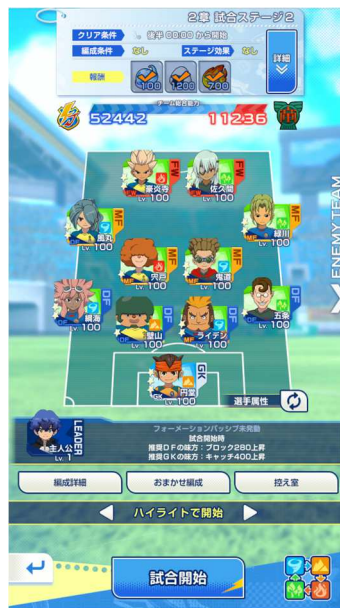 2章 試合ステージ2
クリア条件 後半 00:00 から開始
編成条件 なし ステージ効果 なし
報酬 100 1200 700
詳細
チーム総合能力
52442 11236
FW FW
豪炎寺 佐久間
Lv. 100 Lv. 100
MF MF
風丸 緑川
Lv. 100 Lv. 100
MF MF
宍戸 鬼道
Lv. 100 Lv. 100
DF DF
綱海 五条
Lv. 100 Lv. 100
DF DF
壁山 ライデン
Lv. 100 Lv. 100
GK
円堂
Lv. 100
ENEMY TEAM
選手属性
LEADER
主人公
Lv. 1
フォーメーションパッシブ未発動
試合開始時
推奨DFの味方：ブロック280上昇
推奨GKの味方：キャッチ400上昇
編成詳細 おまかせ編成 控え室
ハイライトで開始
試合開始